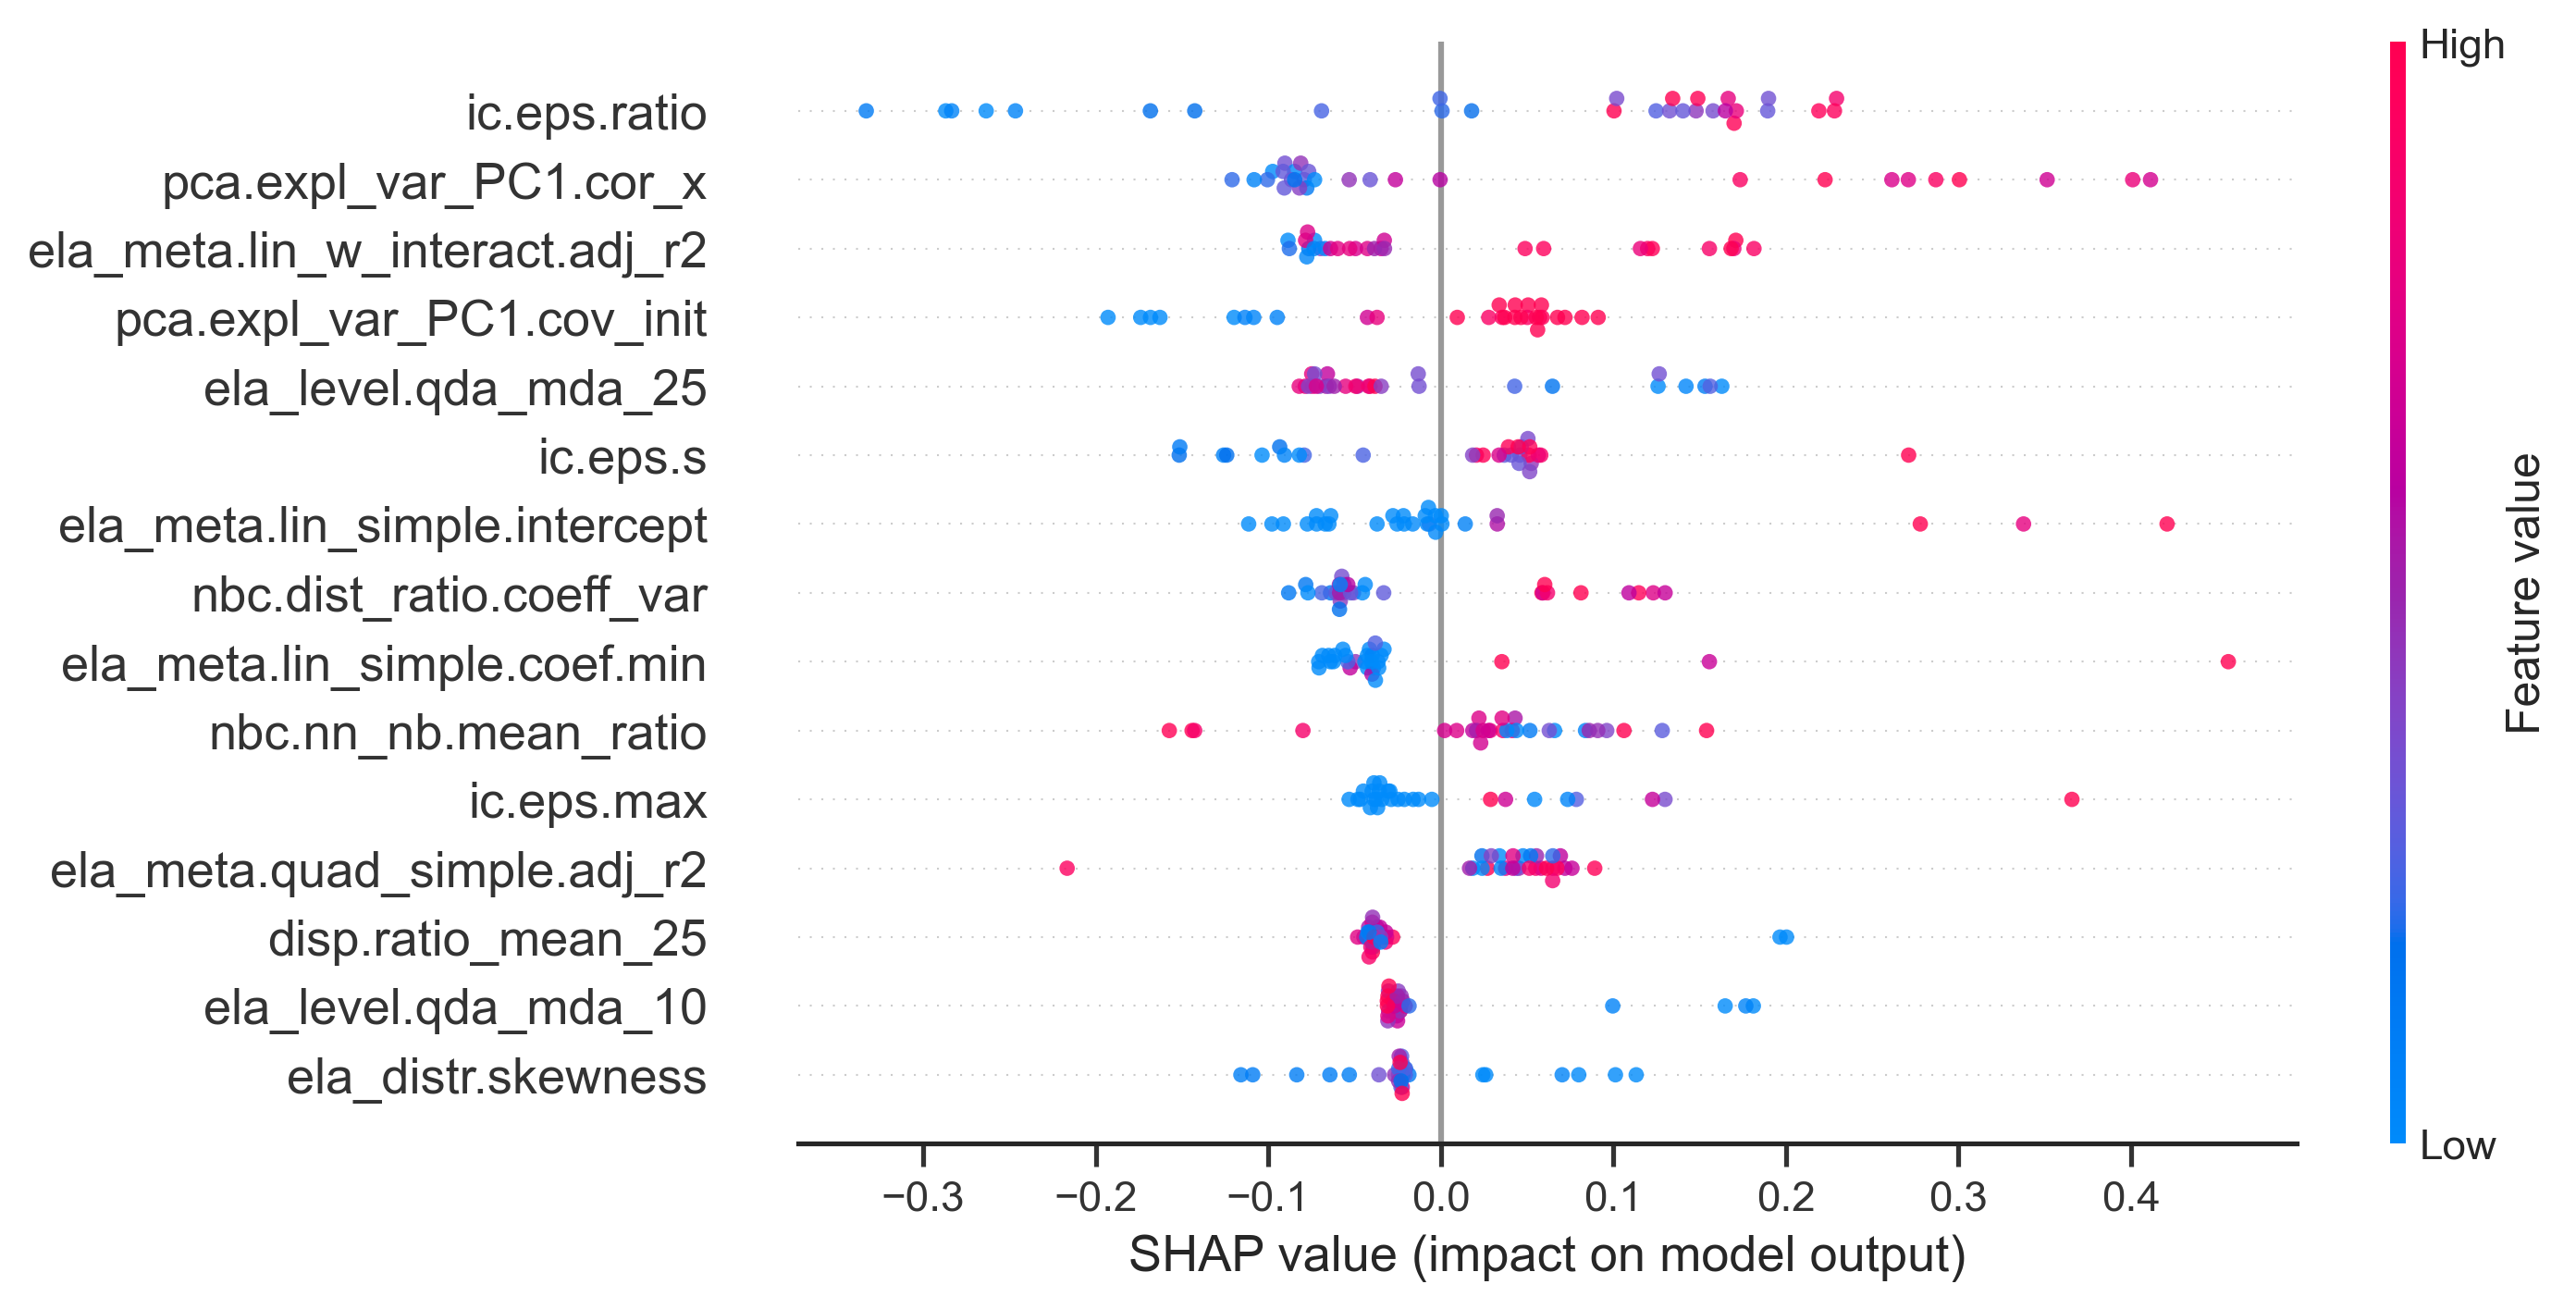 High
ic.eps.ratio
pca.expl_var_PC1.cor_x
ela_meta.lin_w_interact.adj_r2
pca.expl_var_PC1.cov_init
ela_level.qda_mda_25
ic.eps.s
ela_meta.lin_simple.intercept
nbc.dist_ratio.coeff_var
ela_meta.lin_simple.coef.min
nbc.nn_nb.mean_ratio
ic.eps.max
ela_meta.quad_simple.adj_r2
disp.ratio_mean_25
ela_level.qda_mda_10
ela_distr.skewness
Feature value
Low
−0.3 −0.2 −0.1 0.0 0.1 0.2 0.3 0.4
SHAP value (impact on model output)